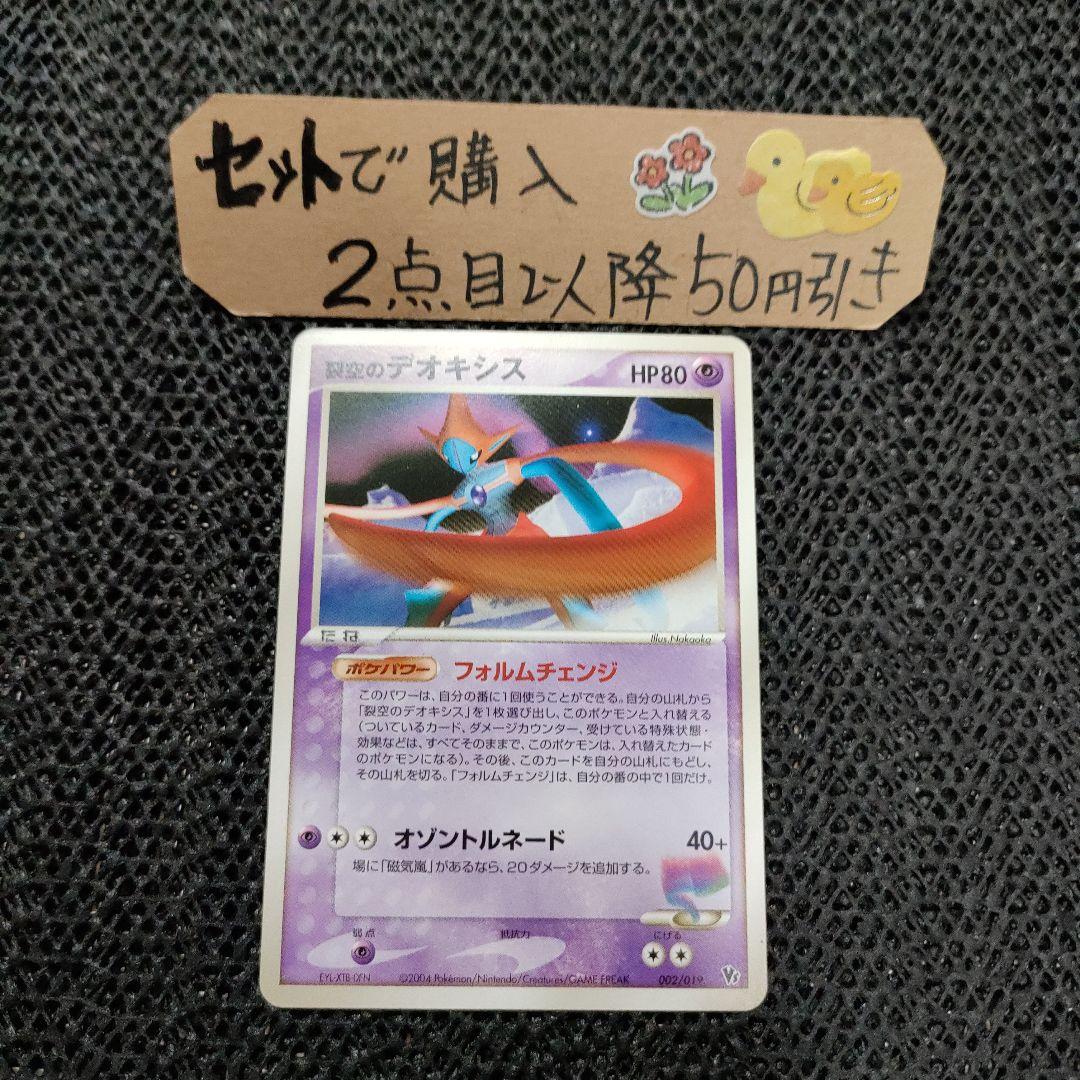 セットで購入
2点目以降50円引き
裂空のデオキシス HP80
たね Illus.Nakaoka
ポケパワー フォルムチェンジ
このパワーは、自分の番に1回使うことができる。自分の山札から
「裂空のデオキシス」を1枚選び出し、このポケモンと入れ替える
(ついているカード、ダメージカウンター、受けている特殊状態・
効果などは、すべてそのままで、このポケモンは、入れ替えたカード
のポケモンになる)。その後、このカードを自分の山札にもどし、
その山札を切る。「フォルムチェンジ」は、自分の番の中で1回だけ。
オゾントルネード 40+
場に「磁気嵐」があるなら、20ダメージを追加する。
弱点 抵抗力 にげる
EYL-XTB-0FN ©2004 Pokémon/Nintendo/Creatures/GAME FREAK 002/019 Vs